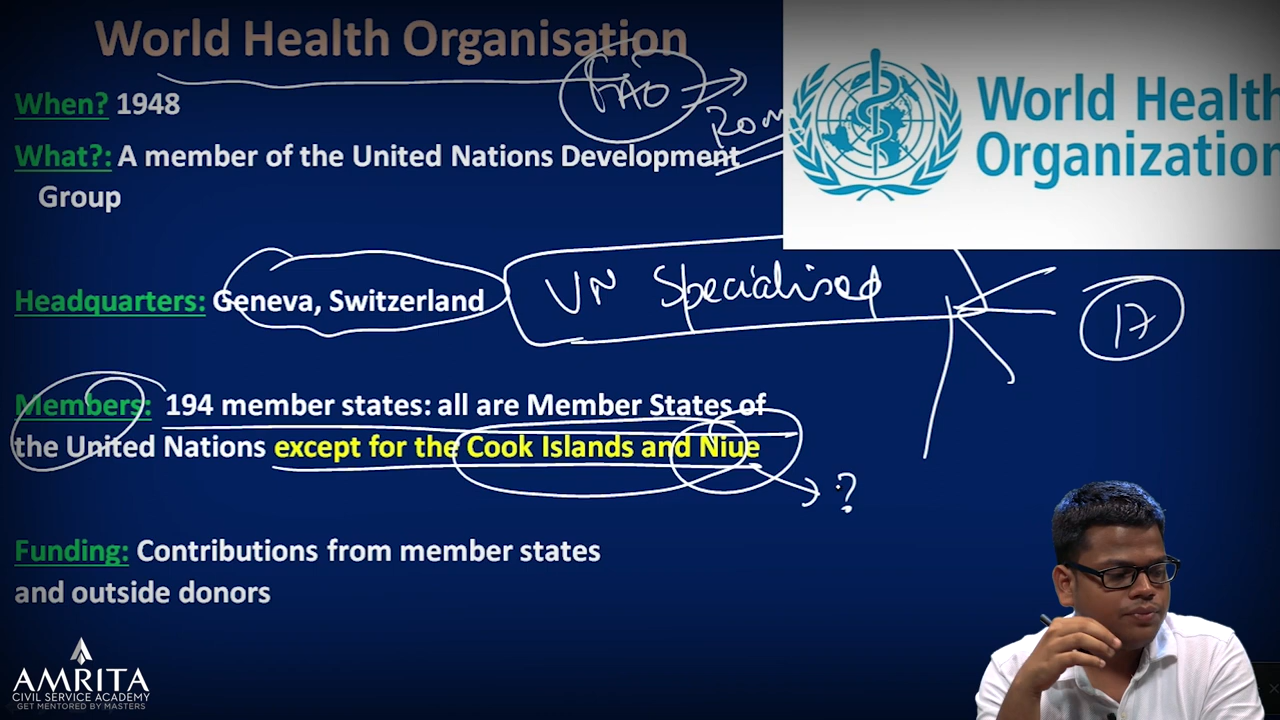 World Health Organisation
When? 1948
FAO
What?: A member of the United Nations Development
Group
World Health
Organization
Headquarters: Geneva, Switzerland
UN Specialised
17
Members: 194 member states: all are Member States of
the United Nations except for the Cook Islands and Niue
?
Funding: Contributions from member states
and outside donors
AMRITA
CIVIL SERVICE ACADEMY
GET MENTORED BY MASTERS